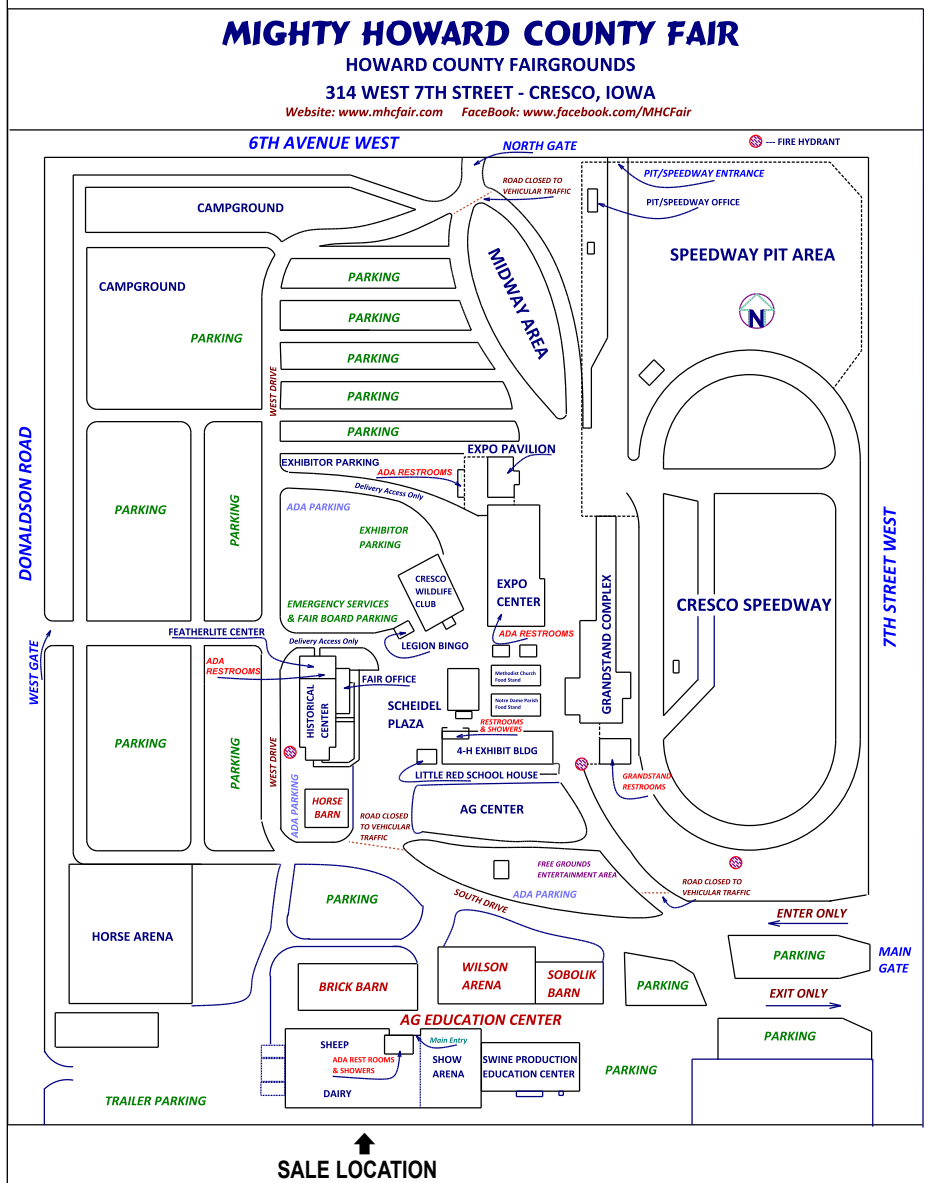 MIGHTY HOWARD COUNTY FAIR
HOWARD COUNTY FAIRGROUNDS
314 WEST 7TH STREET - CRESCO, IOWA
Website: www.mhcfair.com FaceBook: www.facebook.com/MHCFair
6TH AVENUE WEST
NORTH GATE
--- FIRE HYDRANT
PIT/SPEEDWAY ENTRANCE
ROAD CLOSED TO
VEHICULAR TRAFFIC
PIT/SPEEDWAY OFFICE
CAMPGROUND
SPEEDWAY PIT AREA
MIDWAY AREA
CAMPGROUND
PARKING
N
PARKING
PARKING
PARKING
WEST DRIVE
PARKING
PARKING
EXPO PAVILION
EXHIBITOR PARKING
ADA RESTROOMS
Delivery Access Only
DONALDSON ROAD
PARKING
PARKING
ADA PARKING
EXHIBITOR
PARKING
7TH STREET WEST
CRESCO
WILDLIFE
CLUB
EXPO
CENTER
GRANDSTAND COMPLEX
CRESCO SPEEDWAY
EMERGENCY SERVICES
& FAIR BOARD PARKING
FEATHERLITE CENTER
Delivery Access Only
LEGION BINGO
ADA RESTROOMS
WEST GATE
ADA
RESTROOMS
FAIR OFFICE
Methodist Church
Food Stand
Notre Dame Parish
Food Stand
HISTORICAL
CENTER
SCHEIDEL
PLAZA
RESTROOMS
& SHOWERS
PARKING
PARKING
WEST DRIVE
4-H EXHIBIT BLDG
LITTLE RED SCHOOL HOUSE
GRANDSTAND
RESTROOMS
ADA PARKING
HORSE
BARN
AG CENTER
ROAD CLOSED
TO VEHICULAR
TRAFFIC
FREE GROUNDS
ENTERTAINMENT AREA
ADA PARKING
ROAD CLOSED TO
VEHICULAR TRAFFIC
SOUTH DRIVE
PARKING
ENTER ONLY
HORSE ARENA
MAIN
GATE
PARKING
WILSON
ARENA
SOBOLIK
BARN
BRICK BARN
PARKING
EXIT ONLY
AG EDUCATION CENTER
PARKING
SHEEP
Main Entry
ADA REST ROOMS
& SHOWERS
SHOW
ARENA
SWINE PRODUCTION
EDUCATION CENTER
PARKING
DAIRY
TRAILER PARKING
SALE LOCATION